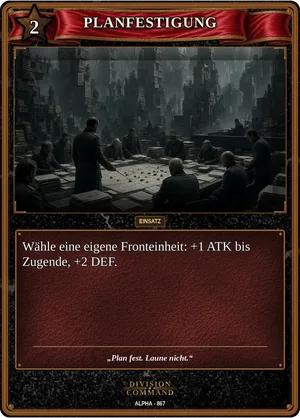 2
PLANFESTIGUNG
EINSATZ
Wähle eine eigene Fronteinheit: +1 ATK bis
Zugende, +2 DEF.
„Plan fest. Laune nicht.“
DIVISION
COMMAND
ALPHA - 867